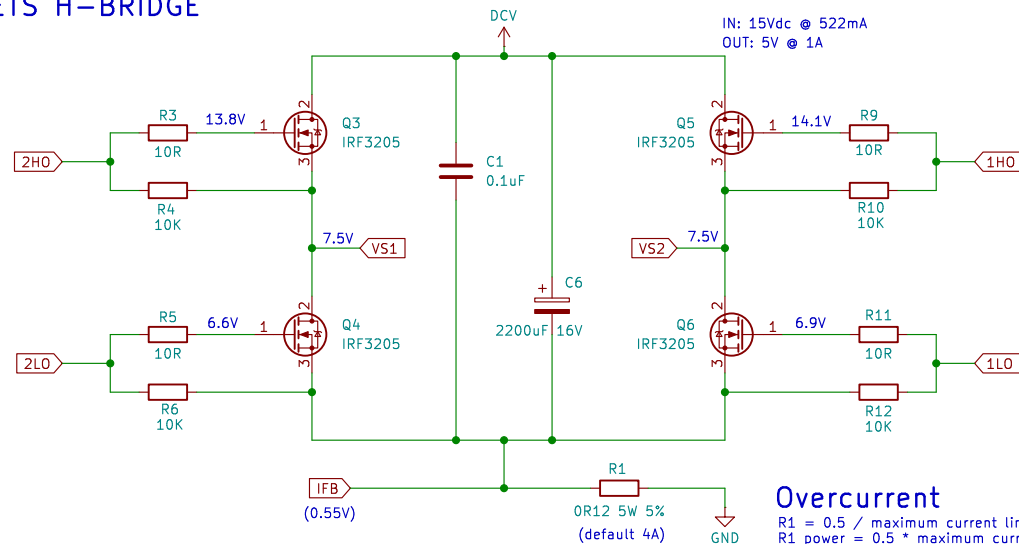 H-BRIDGE
DCV
IN: 15Vdc @ 522mA
OUT: 5V @ 1A
R3
13.8V
1
2
3
Q3
IRF3205
10R
2HO
R4
10K
C1
0.1uF
Q5
IRF3205
2
1
3
14.1V
R9
10R
1HO
R10
10K
7.5V
VS1
VS2
7.5V
R5
6.6V
1
2
3
Q4
IRF3205
10R
2LO
R6
10K
+
C6
2200uF 16V
Q6
IRF3205
2
1
3
6.9V
R11
10R
1LO
R12
10K
IFB
(0.55V)
R1
0R12 5W 5%
(default 4A)
GND
Overcurrent
R1 = 0.5 / maximum current
R1 power = 0.5 * maximum